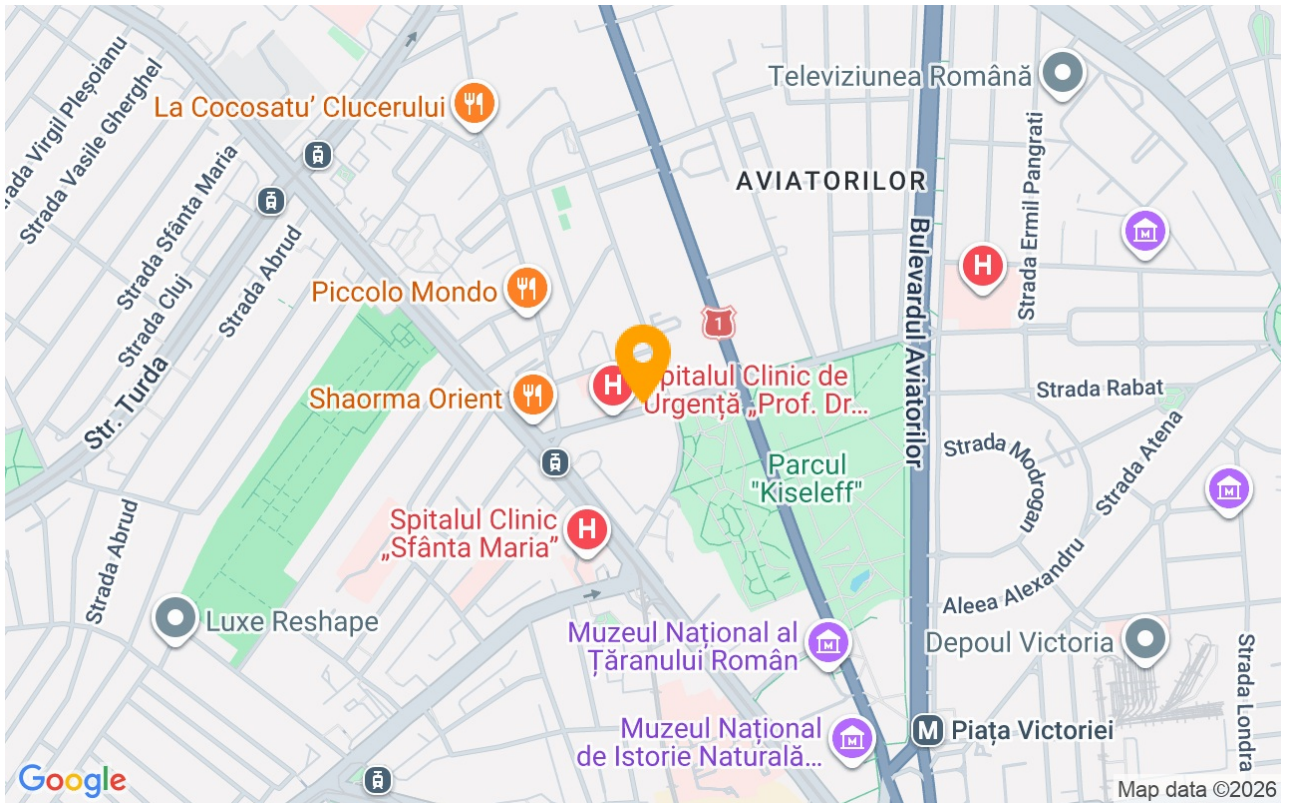 Televiziunea Română
La Cocosatu' Clucerului
Strada Virgil Pleșoianu
Strada Vasile Gherghel
Strada Sfânta Maria
Strada Cluj
Strada Abrud
AVIATORILOR
Strada Ermil Pangrati
Bulevardul Aviatorilor
H
Piccolo Mondo
1
Str. Turda
Shaorma Orient
H
Spitalul Clinic de
Urgență „Prof. Dr...
Strada Rabat
Strada Modrogan
Strada Atena
Parcul
"Kiseleff"
Spitalul Clinic
„Sfânta Maria”
H
Strada Abrud
Aleea Alexandru
Luxe Reshape
Muzeul Național al
Țăranului Român
Depoul Victoria
Strada Londra
Muzeul Național
de Istorie Naturală...
M Piața Victoriei
Google
Map data ©2026